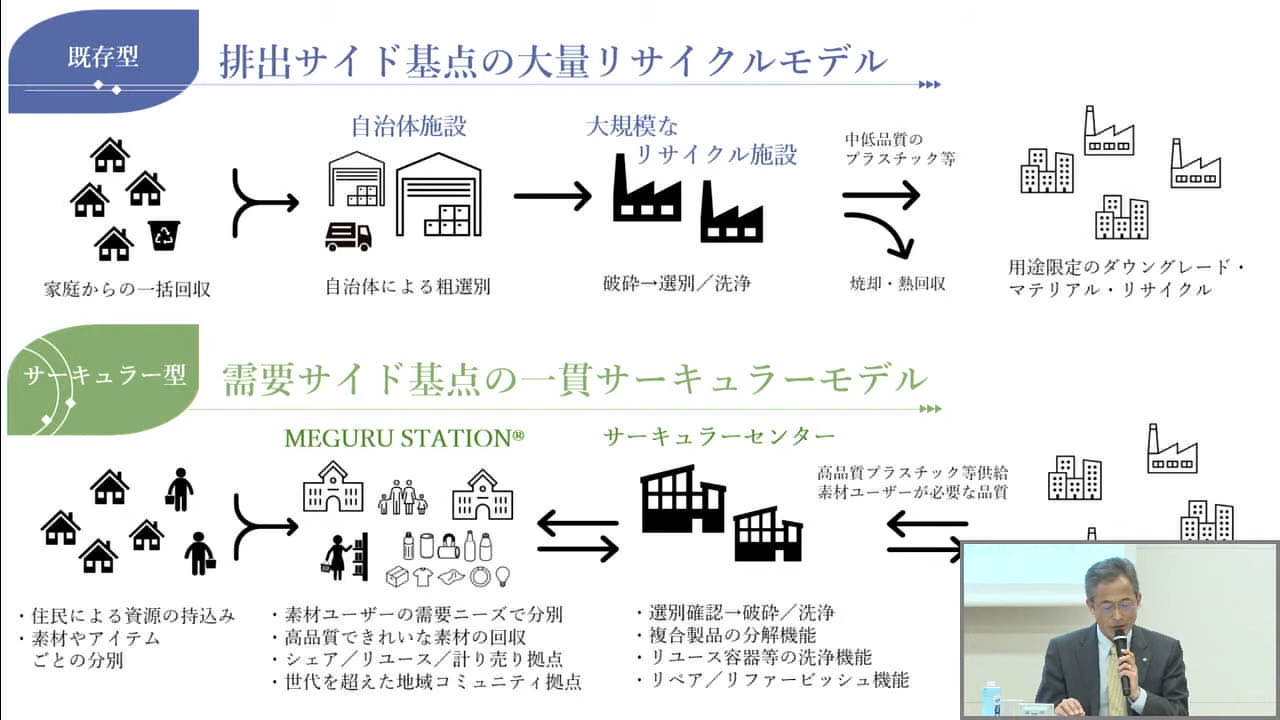 既存型
排出サイド基点の大量リサイクルモデル
自治体施設
大規模な
リサイクル施設
中低品質の
プラスチック等
家庭からの一括回収
自治体による粗選別
破砕→選別／洗浄
焼却・熱回収
用途限定のダウングレード・
マテリアル・リサイクル
サーキュラー型
需要サイド基点の一貫サーキュラーモデル
MEGURU STATION®
サーキュラーセンター
高品質プラスチック等供給
素材ユーザーが必要な品質
・住民による資源の持込み
・素材やアイテム
ごとの分別
・素材ユーザーの需要ニーズで分別
・高品質できれいな素材の回収
・シェア／リユース／計り売り拠点
・世代を超えた地域コミュニティ拠点
・選別確認→破砕／洗浄
・複合製品の分解機能
・リユース容器等の洗浄機能
・リペア／リファービッシュ機能